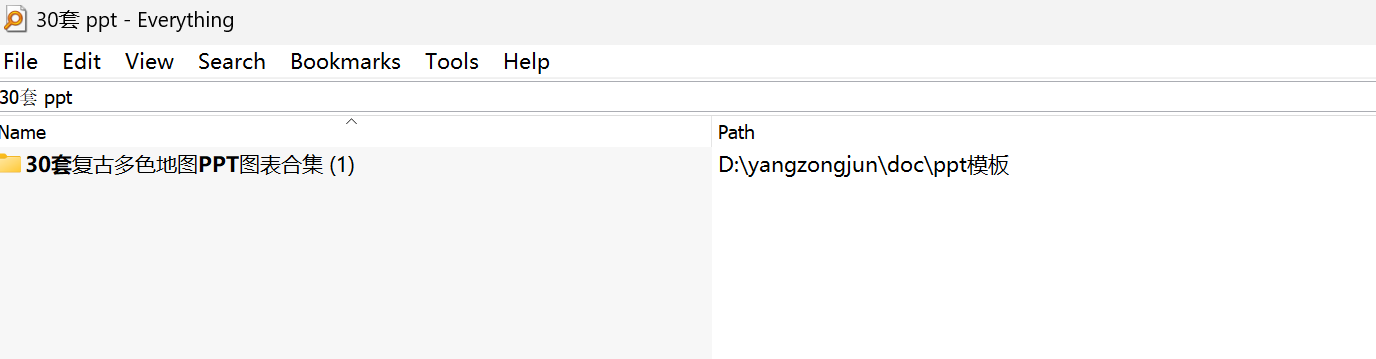 30套 ppt - Everything
File Edit View Search Bookmarks Tools Help
30套 ppt
Name Path
30套复古多色地图PPT图表合集 (1) D:\yangzongjun\doc\ppt模板